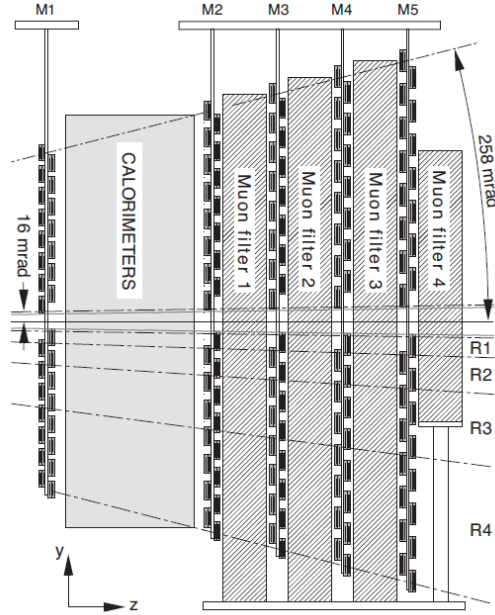 M1
M2
M3
M4
M5
CALORIMETERS
Muon filter 1
Muon filter 2
Muon filter 3
Muon filter 4
258 mrad
16 mrad
R1
R2
R3
R4
y
z